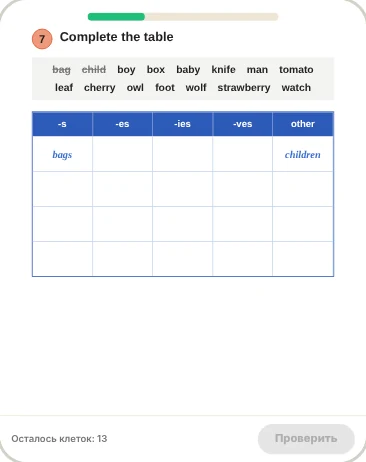 7 Complete the table
bag child boy box baby knife man tomato
leaf cherry owl foot wolf strawberry watch
-s -es -ies -ves other
bags children
Осталось клеток: 13 Проверить